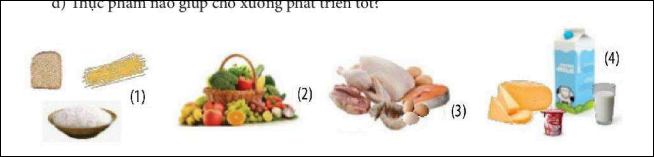 d) Thực phẩm nào giúp cho xương phát triển tốt?
(1)
(2)
(3)
(4)